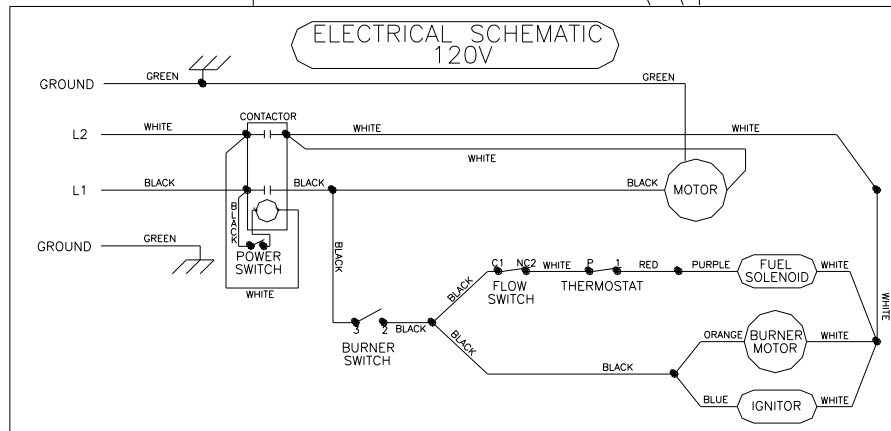 ELECTRICAL SCHEMATIC
120V
GROUND
GREEN
GREEN
CONTACTOR
L2
WHITE
WHITE
WHITE
WHITE
L1
BLACK
BLACK
BLACK
MOTOR
BLACK
GROUND
GREEN
POWER
SWITCH
WHITE
BLACK
BLACK
C1
NC2
FLOW
SWITCH
WHITE
P
1
THERMOSTAT
RED
PURPLE
FUEL
SOLENOID
WHITE
WHITE
3
2
BURNER
SWITCH
BLACK
BLACK
BLACK
ORANGE
BURNER
MOTOR
WHITE
BLUE
IGNITOR
WHITE